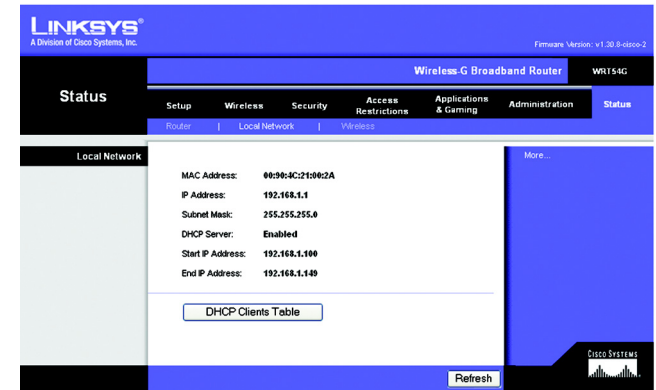 LINKSYS®
A Division of Cisco Systems, Inc.
Firmware Version: v1.30.8-cisco-2
Wireless-G Broadband Router WRT54G
Status
Setup Wireless Security Access Restrictions Applications & Gaming Administration Status
Router | Local Network | Wireless
Local Network
More...
MAC Address: 00:90:4C:21:00:2A
IP Address: 192.168.1.1
Subnet Mask: 255.255.255.0
DHCP Server: Enabled
Start IP Address: 192.168.1.100
End IP Address: 192.168.1.149
DHCP Clients Table
CISCO SYSTEMS
Refresh